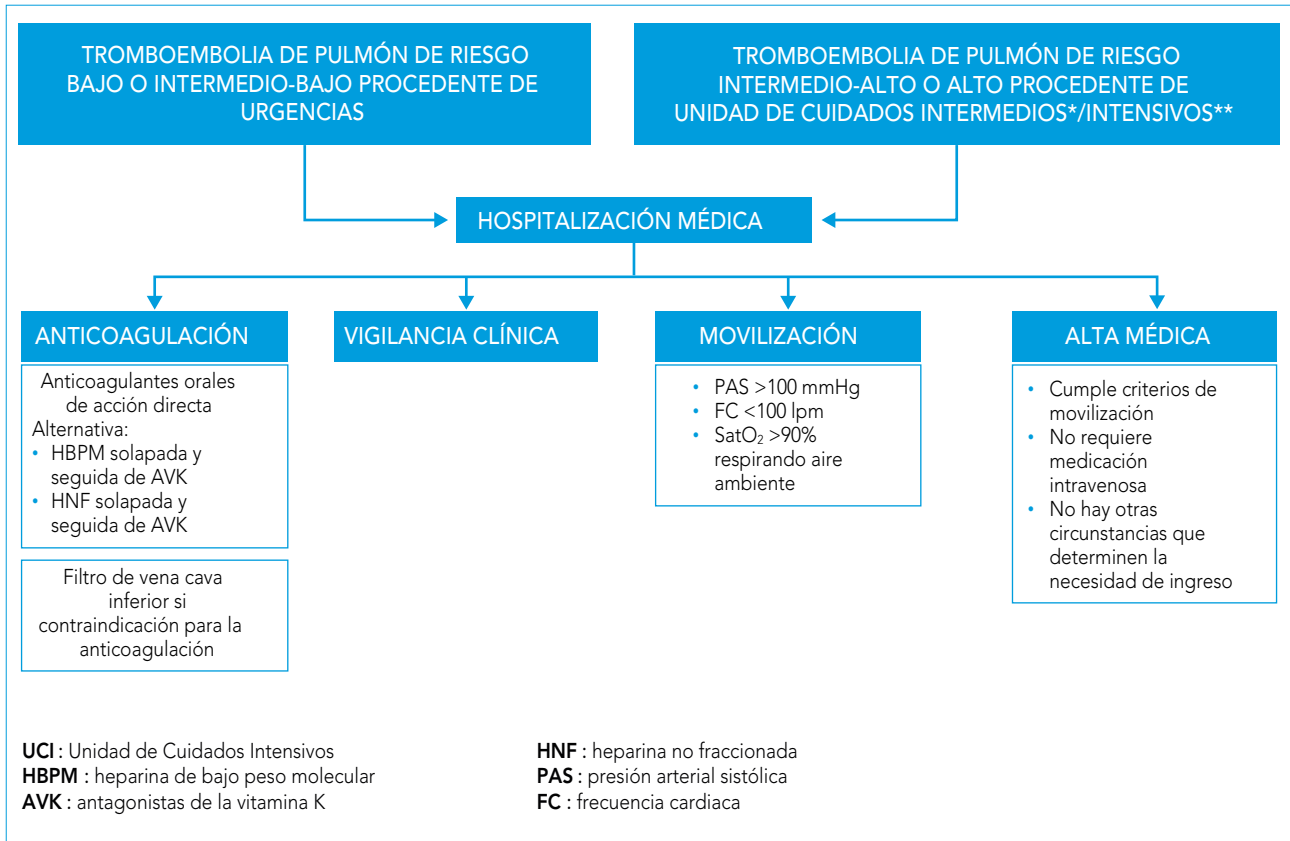 TROMBOEMBOLIA DE PULMÓN DE RIESGO
BAJO O INTERMEDIO-BAJO PROCEDENTE DE
URGENCIAS
TROMBOEMBOLIA DE PULMÓN DE RIESGO
INTERMEDIO-ALTO O ALTO PROCEDENTE DE
UNIDAD DE CUIDADOS INTERMEDIOS*/INTENSIVOS**
HOSPITALIZACIÓN MÉDICA
ANTICOAGULACIÓN
Anticoagulantes orales
de acción directa
Alternativa:
• HBPM solapada y
seguida de AVK
• HNF solapada y
seguida de AVK
Filtro de vena cava
inferior si
contraindicación para la
anticoagulación
VIGILANCIA CLÍNICA
MOVILIZACIÓN
• PAS >100 mmHg
• FC <100 lpm
• SatO₂ >90%
respirando aire
ambiente
ALTA MÉDICA
• Cumple criterios de
movilización
• No requiere
medicación
intravenosa
• No hay otras
circunstancias que
determinen la
necesidad de ingreso
UCI : Unidad de Cuidados Intensivos
HBPM : heparina de bajo peso molecular
AVK : antagonistas de la vitamina K
HNF : heparina no fraccionada
PAS : presión arterial sistólica
FC : frecuencia cardiaca